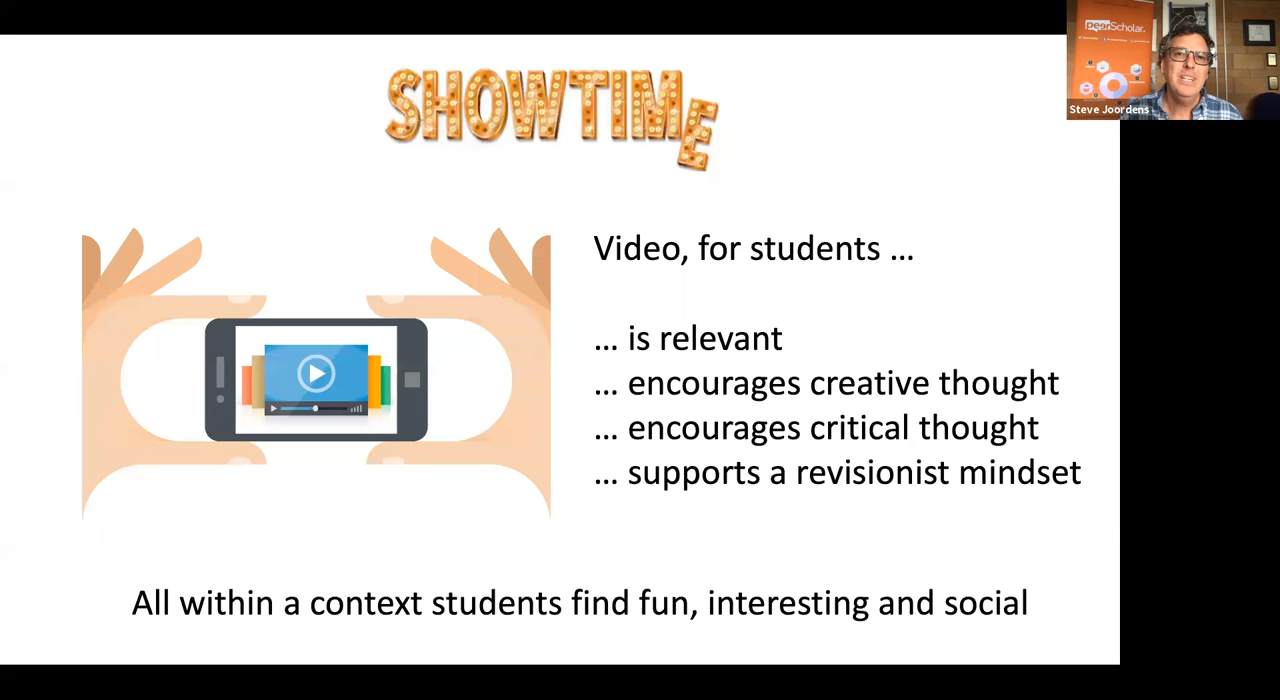 SHOWTIME
peerScholar.
Steve Joordens
Video, for students …
… is relevant
… encourages creative thought
… encourages critical thought
… supports a revisionist mindset
All within a context students find fun, interesting and social